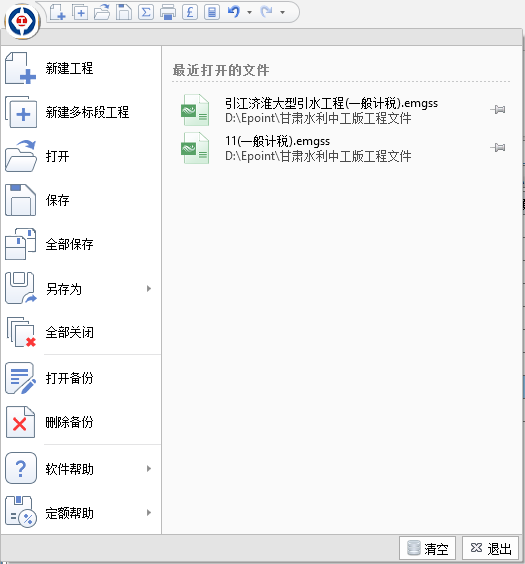 新建工程
新建多标段工程
打开
保存
全部保存
另存为
全部关闭
打开备份
删除备份
软件帮助
定额帮助
最近打开的文件
引江济淮大型引水工程(一般计税).emgss
D:\Epoint\甘肃水利中工版工程文件
11(一般计税).emgss
D:\Epoint\甘肃水利中工版工程文件
清空
退出